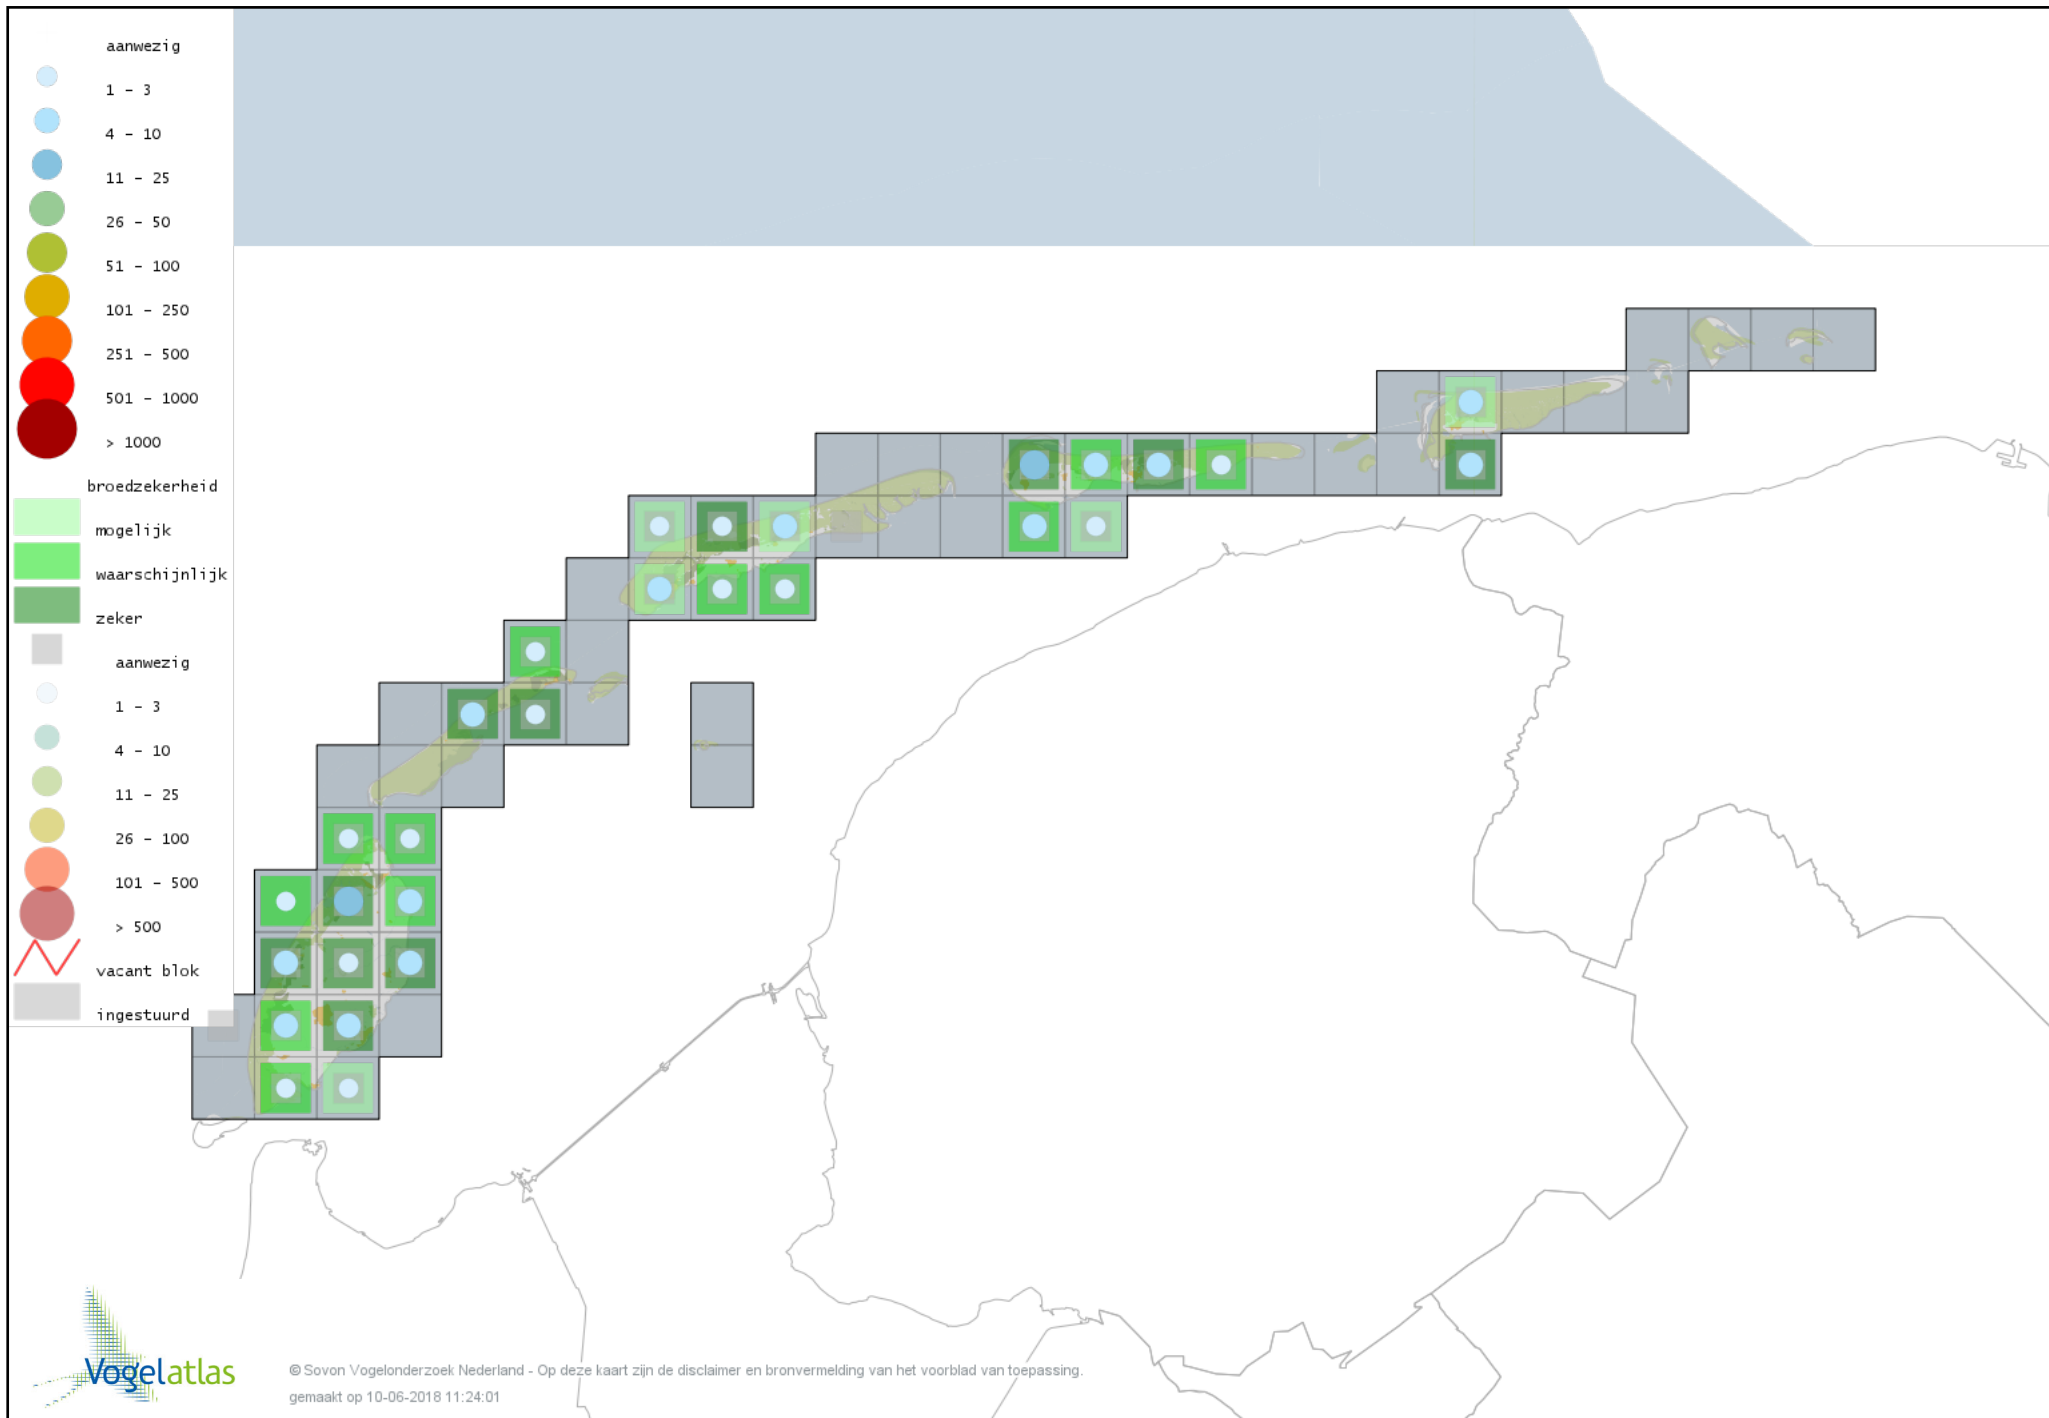 aanwezig
1 - 3
4 - 10
11 - 25
26 - 50
51 - 100
101 - 250
251 - 500
501 - 1000
> 1000
broedzekerheid
mogelijk
waarschijnlijk
zeker
aanwezig
1 - 3
4 - 10
11 - 25
26 - 100
101 - 500
> 500
vacant blok
ingestuurd
Vogelatlas
© Sovon Vogelonderzoek Nederland - Op deze kaart zijn de disclaimer en bronvermelding van het voorblad van toepassing.
gemaakt op 10-06-2018 11:24:01